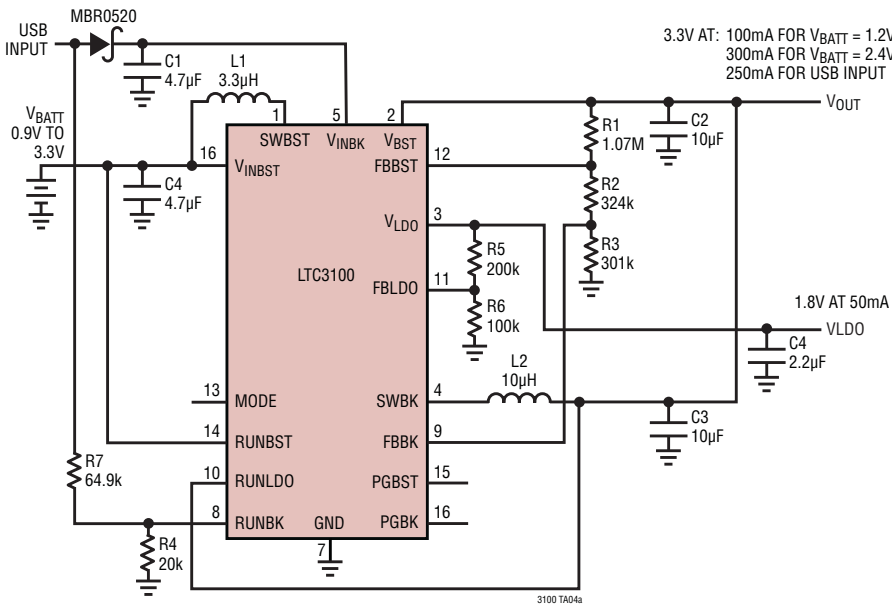 USB
INPUT
MBR0520
C1
4.7µF
L1
3.3µH
3.3V AT: 100mA FOR VBATT = 1.2V
300mA FOR VBATT = 2.4V
250mA FOR USB INPUT
VOUT
VBATT
0.9V TO
3.3V
C4
4.7µF
1
5
2
16
SWBST
VINBK
VBST
VINBST
FBBST
12
R1
1.07M
C2
10µF
R2
324k
R3
301k
VLDO
3
LTC3100
FBLDO
11
R5
200k
R6
100k
1.8V AT 50mA
VLDO
C4
2.2µF
L2
10µH
13
MODE
SWBK
4
14
RUNBST
FBBK
9
C3
10µF
10
RUNLDO
PGBST
15
8
RUNBK
GND
PGBK
16
7
R7
64.9k
R4
20k
3100 TA04a